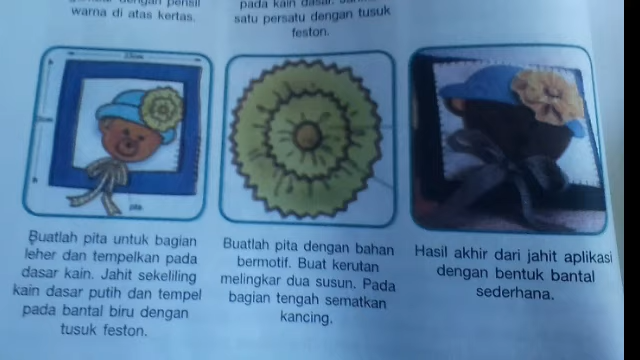 dengan pensil
warna di atas kertas.
pada kain dasar.
satu persatu dengan tusuk
feston.
pita
Buatlah pita untuk bagian
leher dan tempelkan pada
dasar kain. Jahit sekeliling
kain dasar putih dan tempel
pada bantal biru dengan
tusuk feston.
Buatlah pita dengan bahan
bermotif. Buat kerutan
melingkar dua susun. Pada
bagian tengah sematkan
kancing.
Hasil akhir dari jahit aplikasi
dengan bentuk bantal
sederhana.